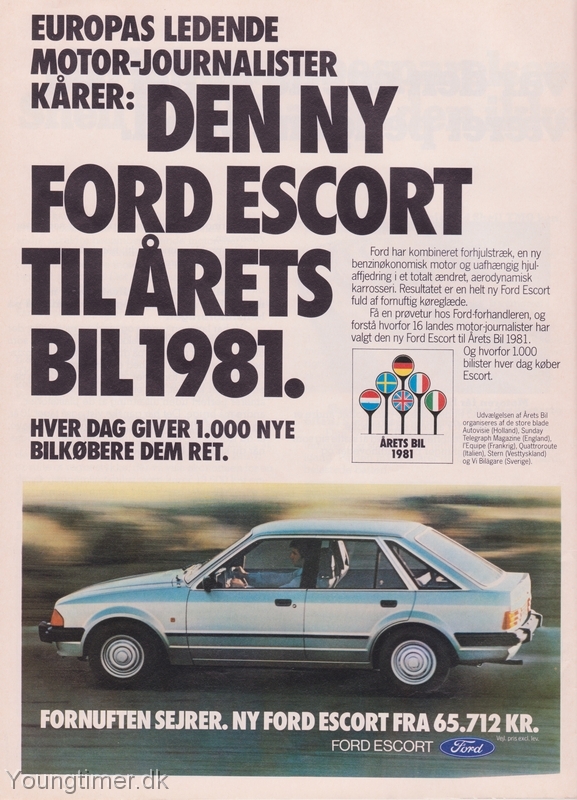 EUROPAS LEDENDE
MOTOR-JOURNALISTER
KÅRER: DEN NY
FORD ESCORT
TIL ÅRETS
BIL 1981.
HVER DAG GIVER 1.000 NYE
BILKØBERE DEM RET.
Ford har kombineret forhjulstræk, en ny
benzinøkonomisk motor og uafhængig hjul-
affjedring i et totalt ændret, aerodynamisk
karrosseri. Resultatet er en helt ny Ford Escort
fuld af fornuftig køreglæde.
Få en prøvetur hos Ford-forhandleren, og
forstå hvorfor 16 landes motor-journalister har
valgt den ny Ford Escort til Årets Bil 1981.
Og hvorfor 1.000
bilister hver dag køber
Escort.
ÅRETS BIL
1981
Udvælgelsen af Årets Bil
organiseres af de store blade
Autovisie (Holland), Sunday
Telegraph Magazine (England),
l'Equipe (Frankrig), Quattroroute
(Italien), Stern (Vesttyskland)
og Vi Bilägare (Sverige).
FORNUFTEN SEJRER. NY FORD ESCORT FRA 65.712 KR.
Vejl. pris excl. lev.
FORD ESCORT Ford
Youngtimer.dk